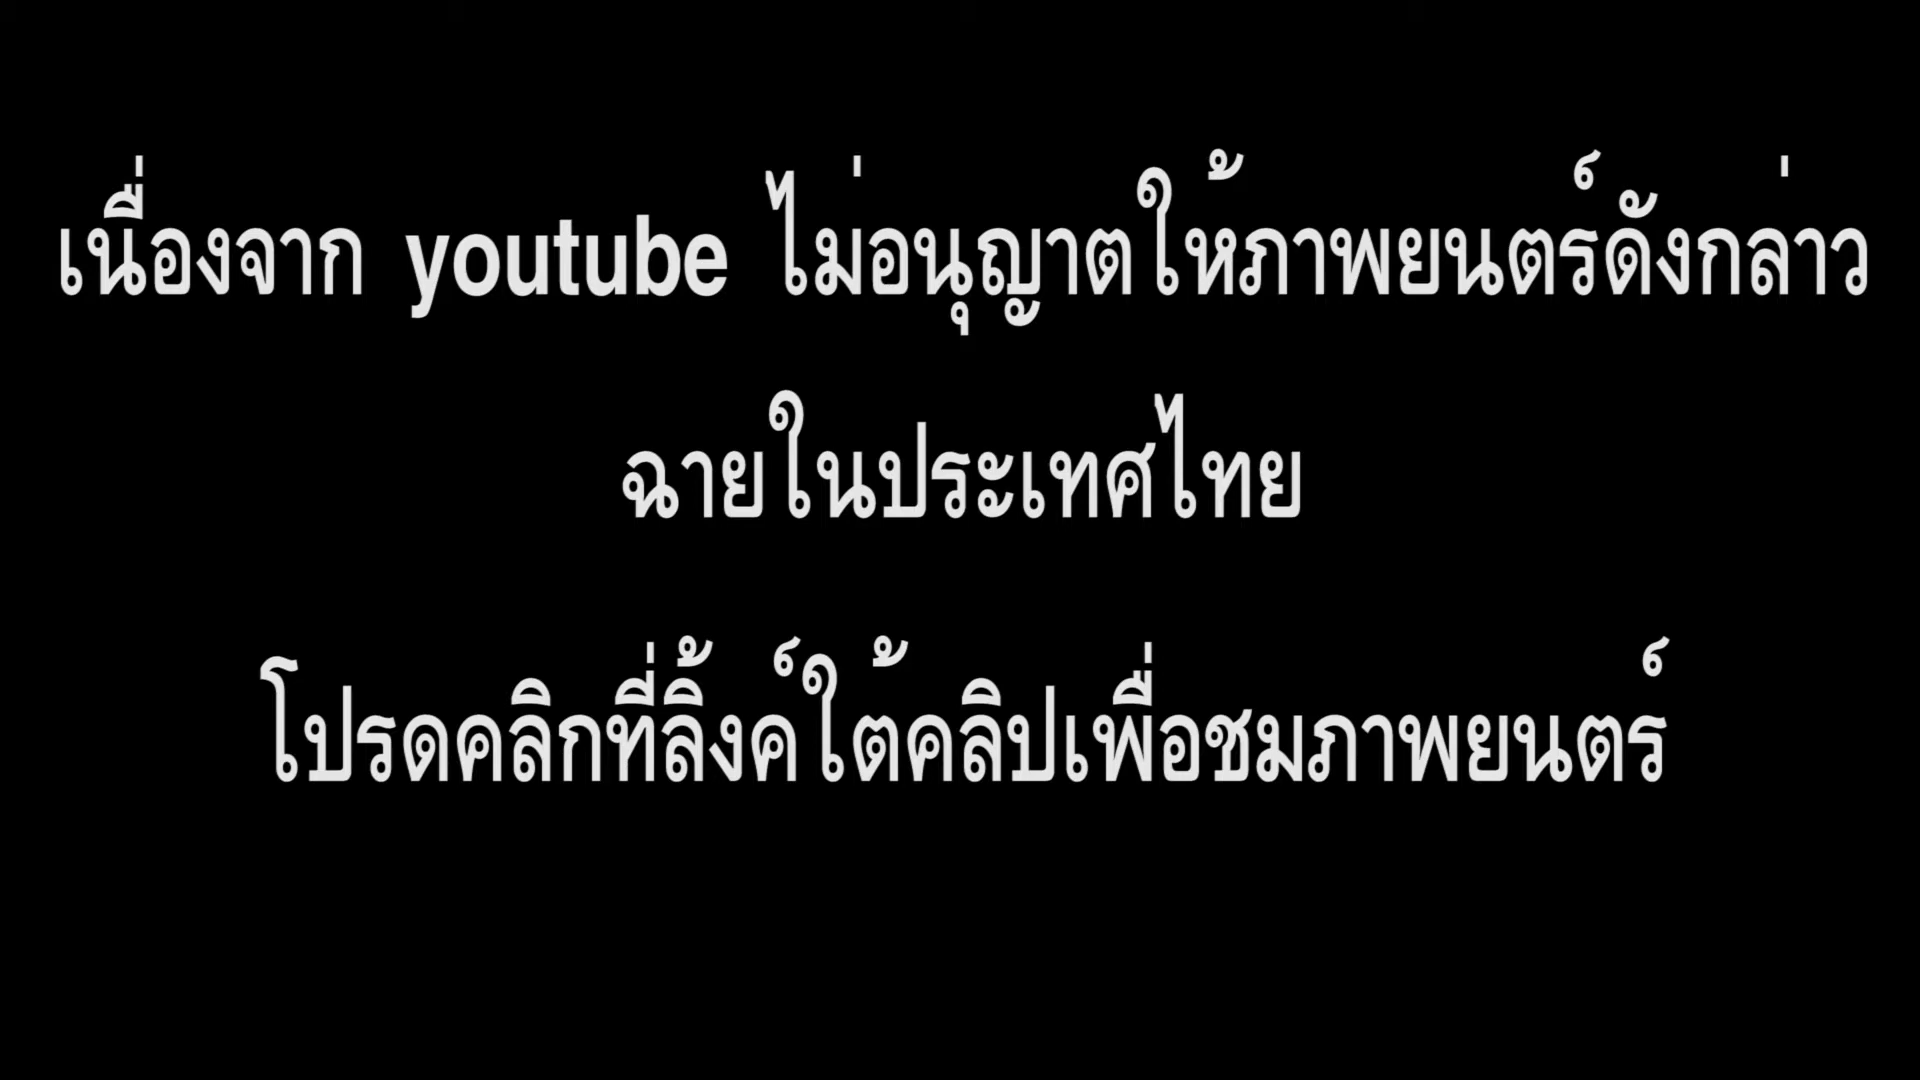 เนื่องจาก youtube ไม่อนุญาตให้ภาพยนตร์ดังกล่าว
ฉายในประเทศไทย
โปรดคลิกที่ลิ้งค์ใต้คลิปเพื่อชมภาพยนตร์